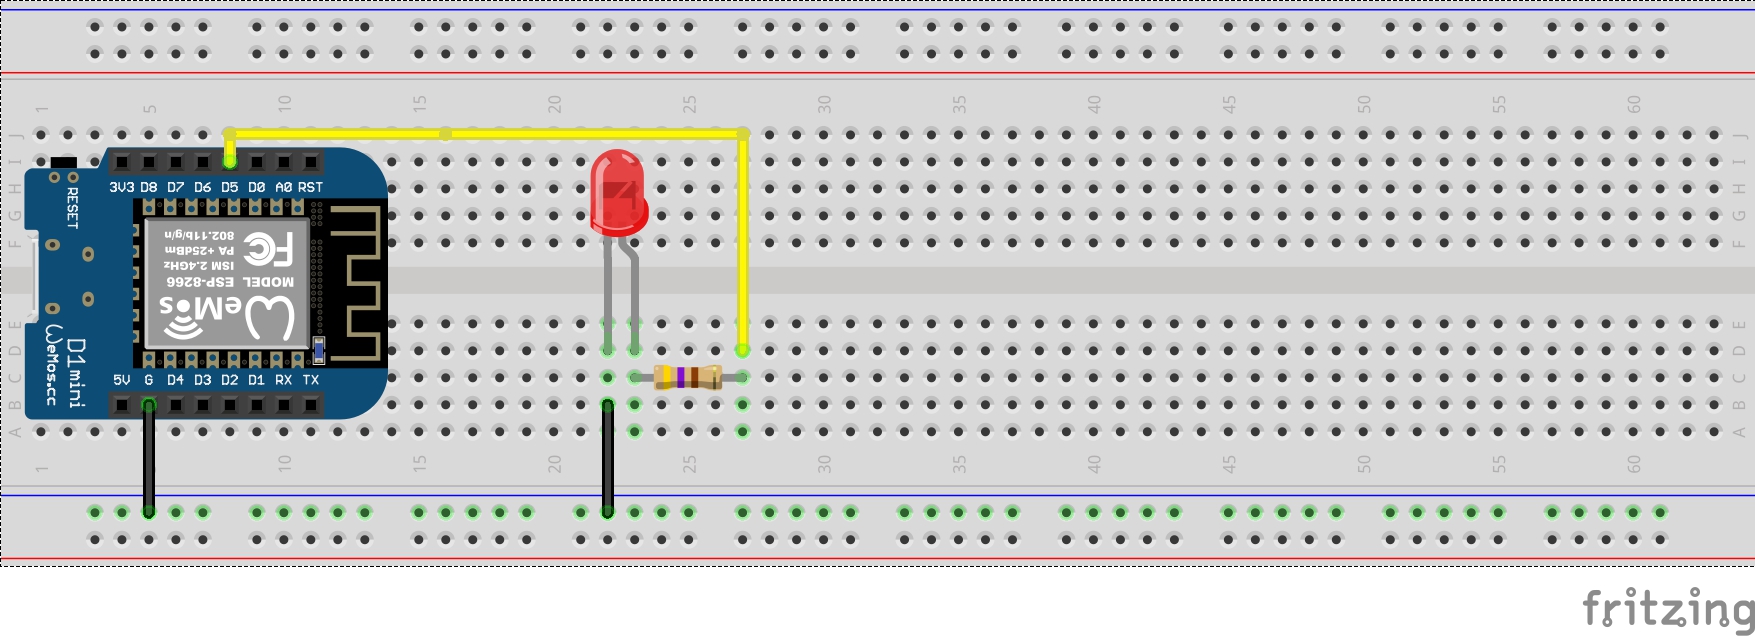 1 5 10 15 20 25 30 35 40 45 50 55 60
J J
I I
H H
G G
F F
E E
D D
C C
B B
A A
3V3 D8 D7 D6 D5 D0 A0 RST
RESET
802.11b/g/n
PA +25dBm
ISM 2.4GHz
MODEL ESP-8266
FC
WeMos
D1mini
WeMos.cc
5V G D4 D3 D2 D1 RX TX
1 5 10 15 20 25 30 35 40 45 50 55 60
fritzing